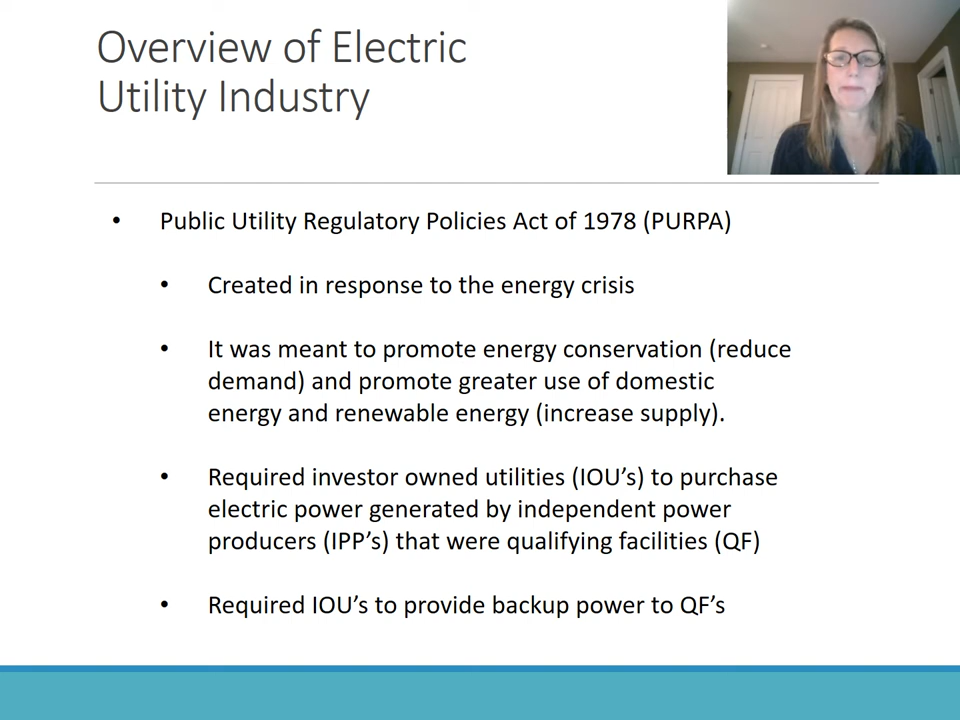 Overview of Electric
Utility Industry
• Public Utility Regulatory Policies Act of 1978 (PURPA)
• Created in response to the energy crisis
• It was meant to promote energy conservation (reduce
demand) and promote greater use of domestic
energy and renewable energy (increase supply).
• Required investor owned utilities (IOU’s) to purchase
electric power generated by independent power
producers (IPP’s) that were qualifying facilities (QF)
• Required IOU’s to provide backup power to QF’s